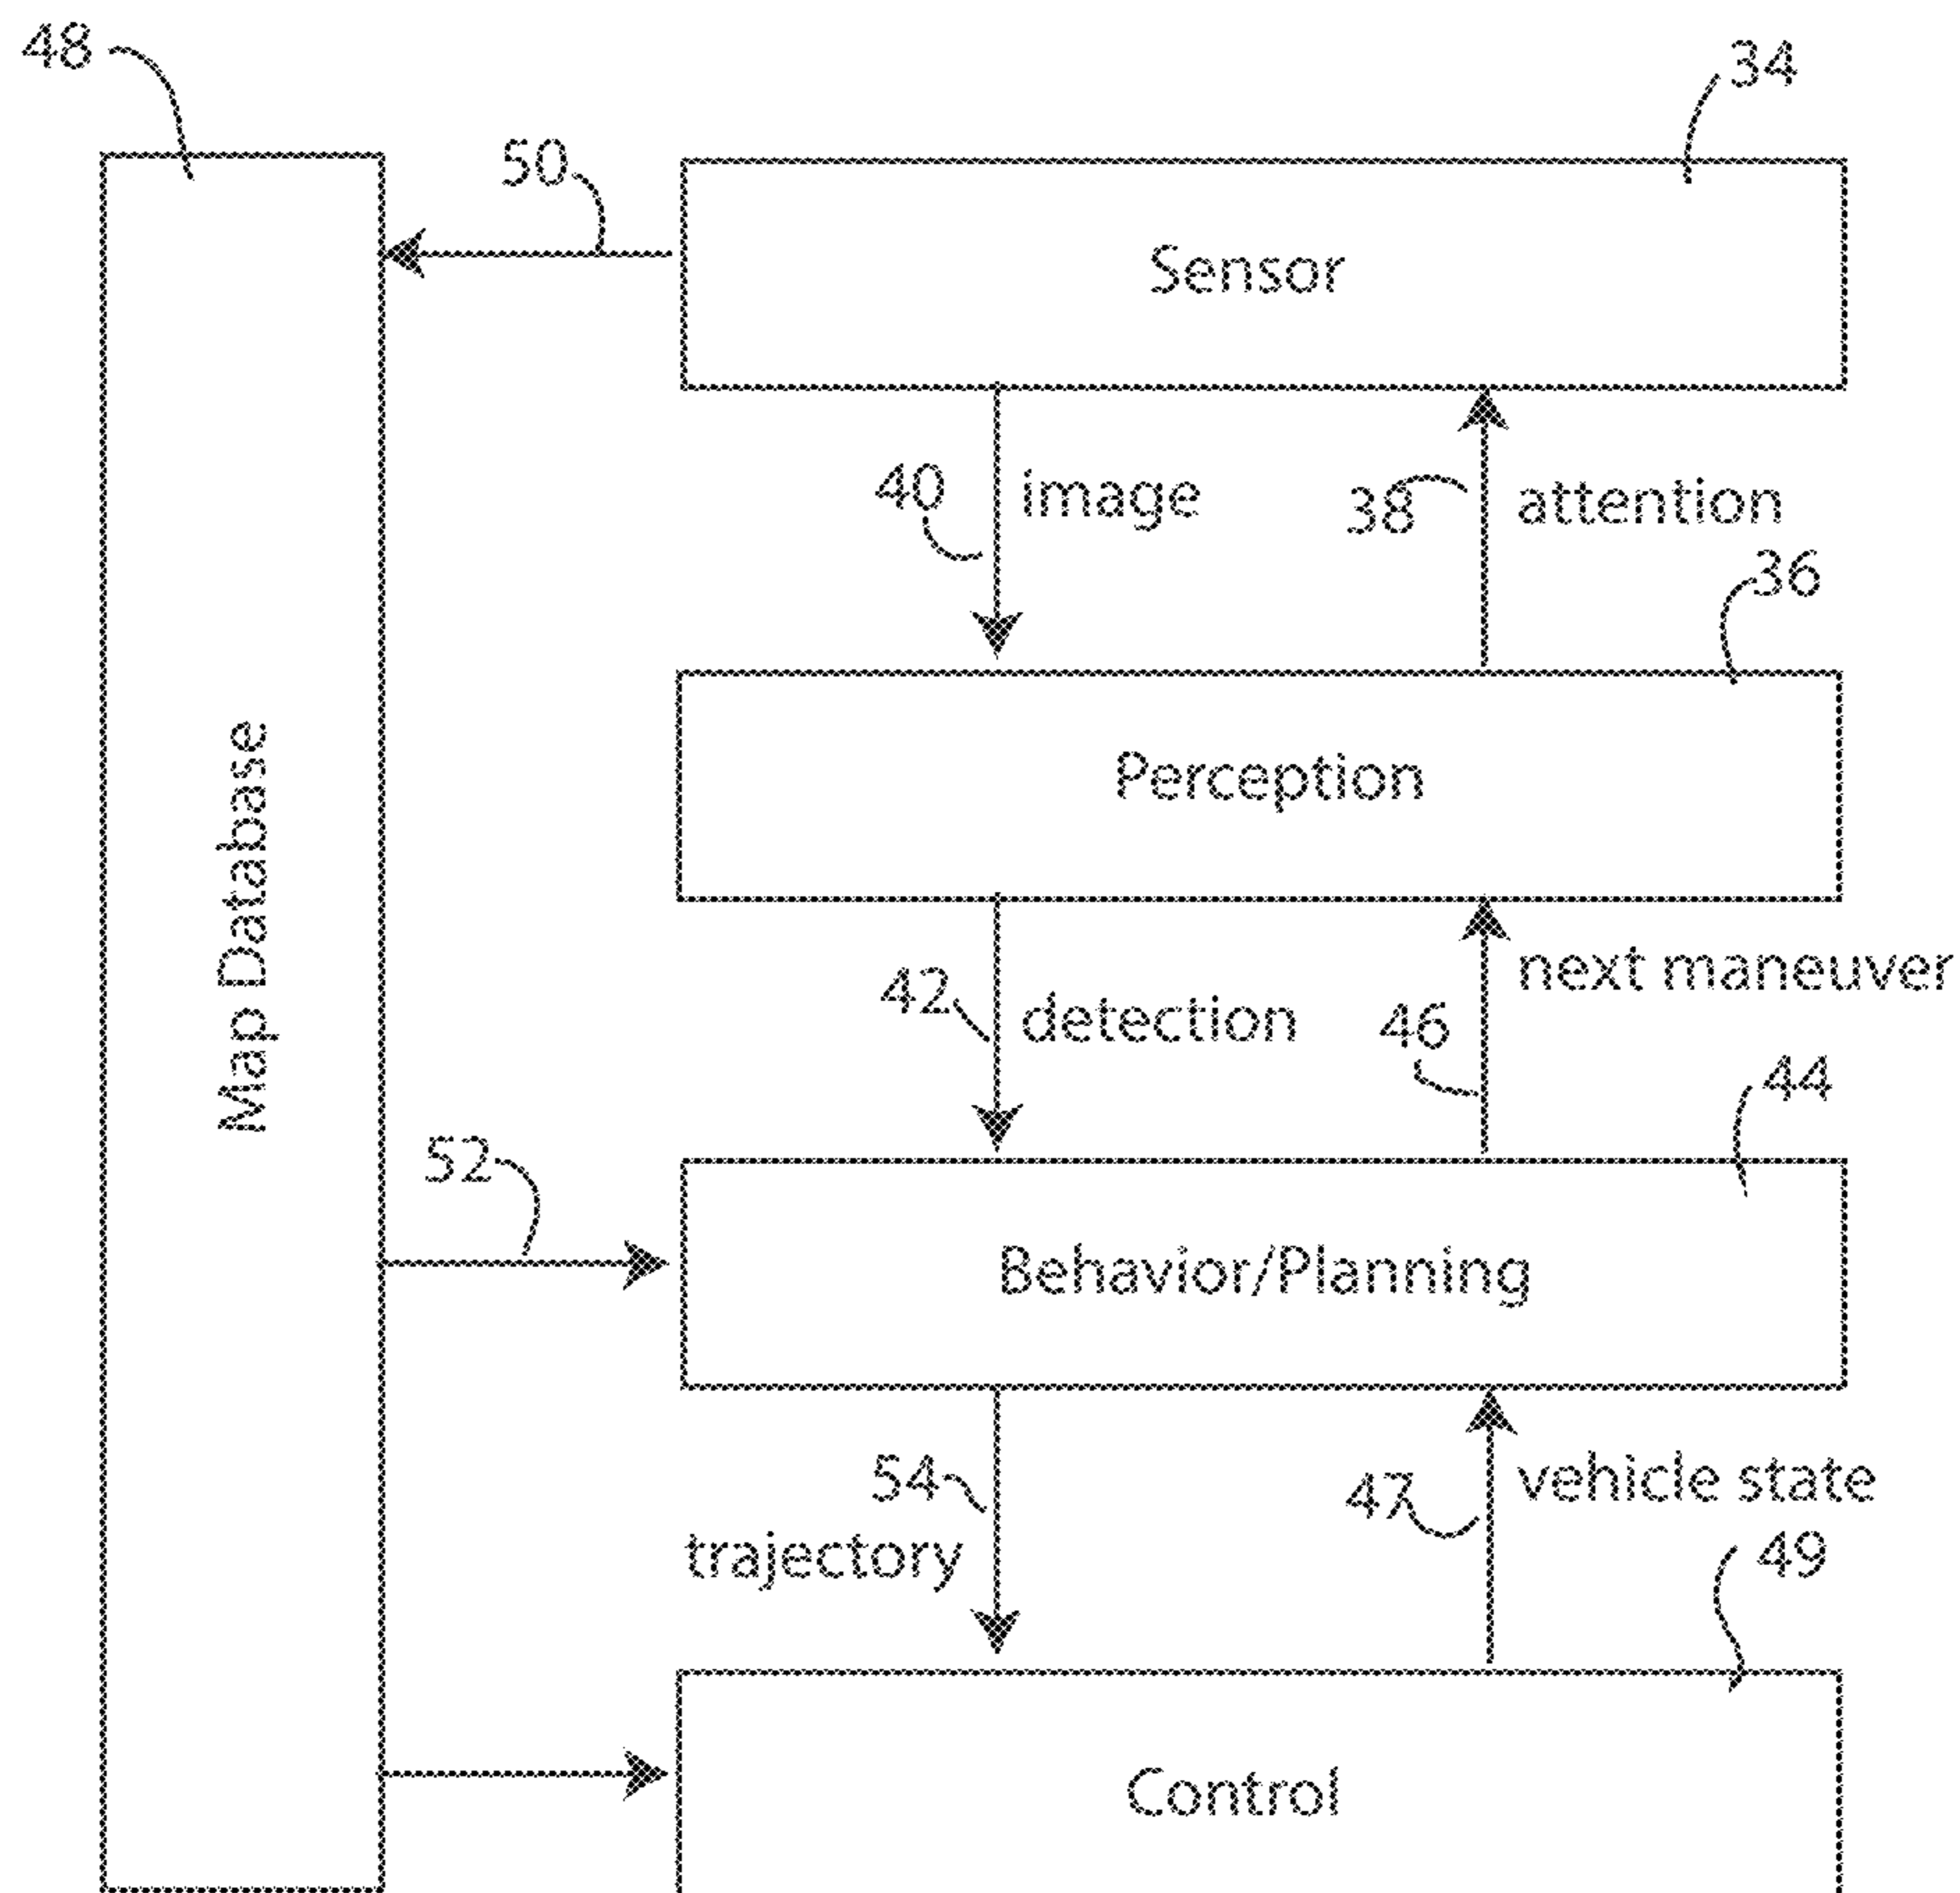 48
34
50
Sensor
40
image
38
attention
36
Perception
Map Database
42
detection
46
next maneuver
44
52
Behavior/Planning
54
trajectory
47
vehicle state
49
Control